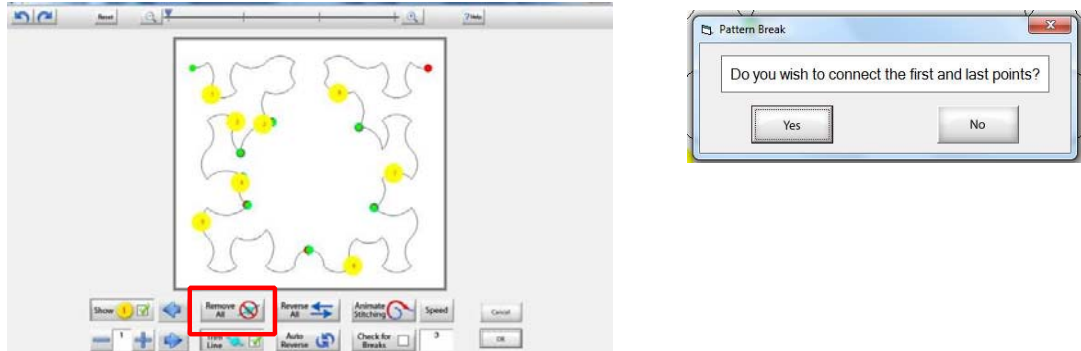 Reset
?Help
Show 1
Remove All
Reverse All
Animate Stitching
Speed
Cancel
1
Line
Auto Reverse
Check for Breaks
3
OK
Pattern Break
Do you wish to connect the first and last points?
Yes
No